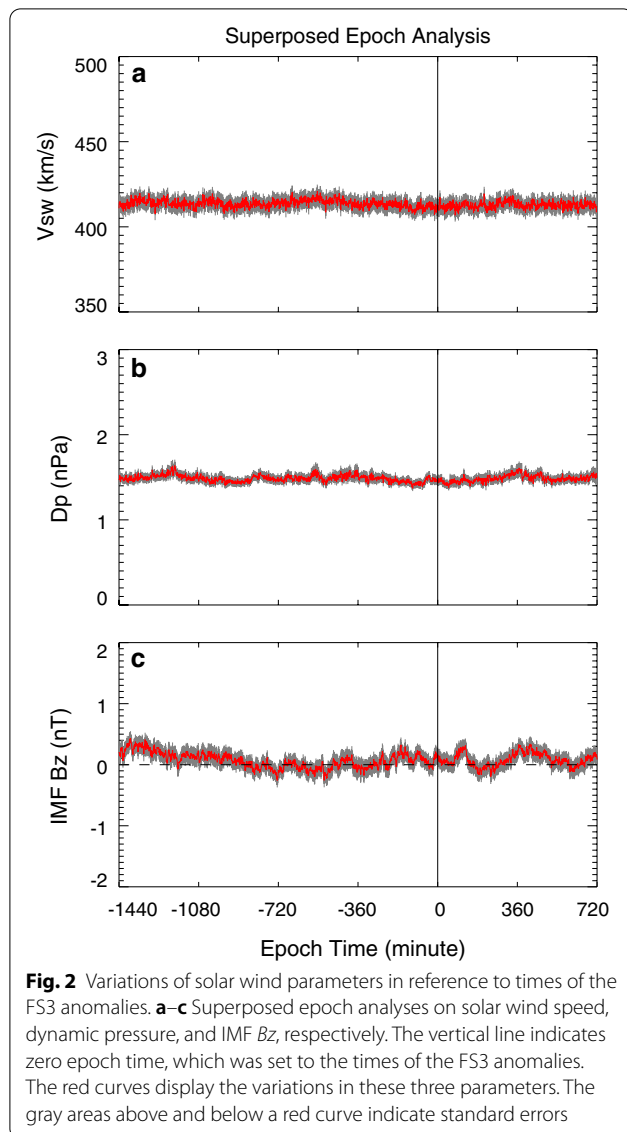 Superposed Epoch Analysis
a
500
450
400
350
Vsw (km/s)
b
3
2
1
0
Dp (nPa)
c
2
1
0
-1
-2
IMF Bz (nT)
-1440 -1080 -720 -360 0 360 720
Epoch Time (minute)
Fig. 2 Variations of solar wind parameters in reference to times of the
FS3 anomalies. a–c Superposed epoch analyses on solar wind speed,
dynamic pressure, and IMF Bz, respectively. The vertical line indicates
zero epoch time, which was set to the times of the FS3 anomalies.
The red curves display the variations in these three parameters. The
gray areas above and below a red curve indicate standard errors